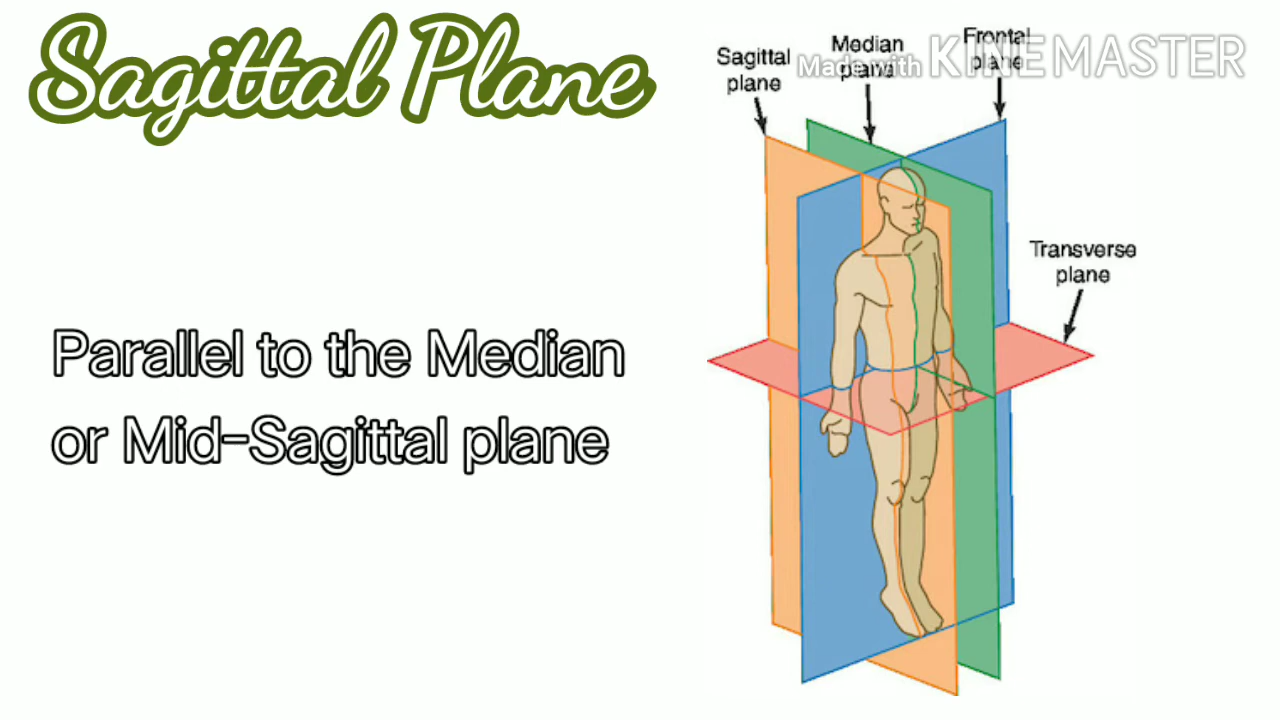 Sagittal Plane
Sagittal
plane
Median
plane
Frontal
plane
Made with KINEMASTER
Transverse
plane
Parallel to the Median
or Mid-Sagittal plane